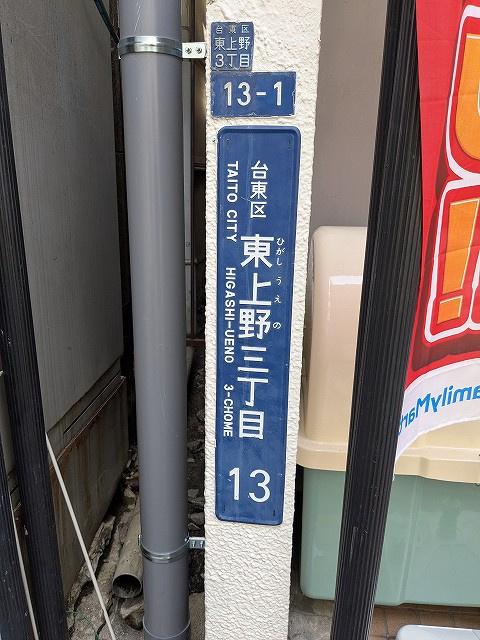 台東区
東上野
3丁目
13-1
台東区
TAITO CITY
ひがしうえの
東上野三丁目
HIGASHI-UENO 3-CHOME
13
!
amilyMar